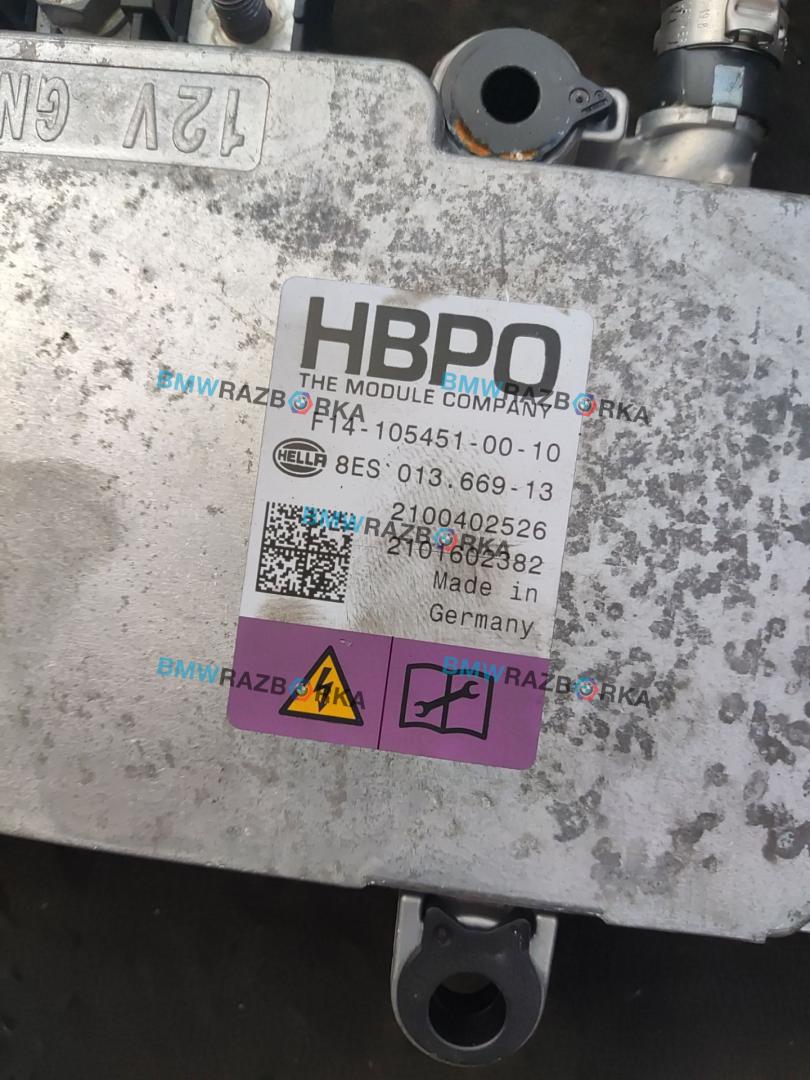 12V GN
HBPO
THE MODULE COMPANY
F14-105451-00-10
HELLA 8ES 013.669-13
2100402526
2101602382
Made in
Germany
BMWRAZBORKA
BMWRAZBORKA
BMWRAZBORKA
BMWRAZBORKA
BMWRAZBORKA